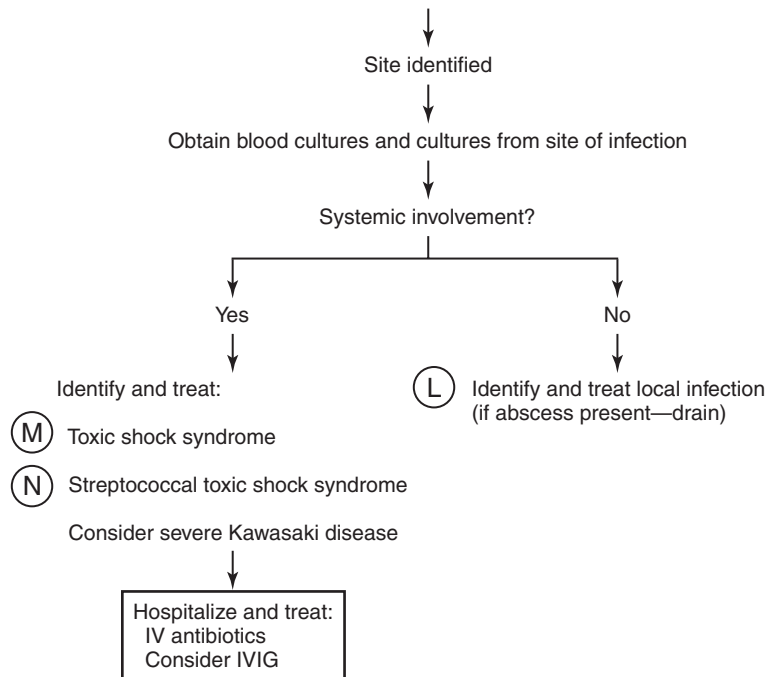 Site identified
Obtain blood cultures and cultures from site of infection
Systemic involvement?
Yes
No
Identify and treat:
M Toxic shock syndrome
N Streptococcal toxic shock syndrome
Consider severe Kawasaki disease
L Identify and treat local infection
(if abscess present—drain)
Hospitalize and treat:
IV antibiotics
Consider IVIG